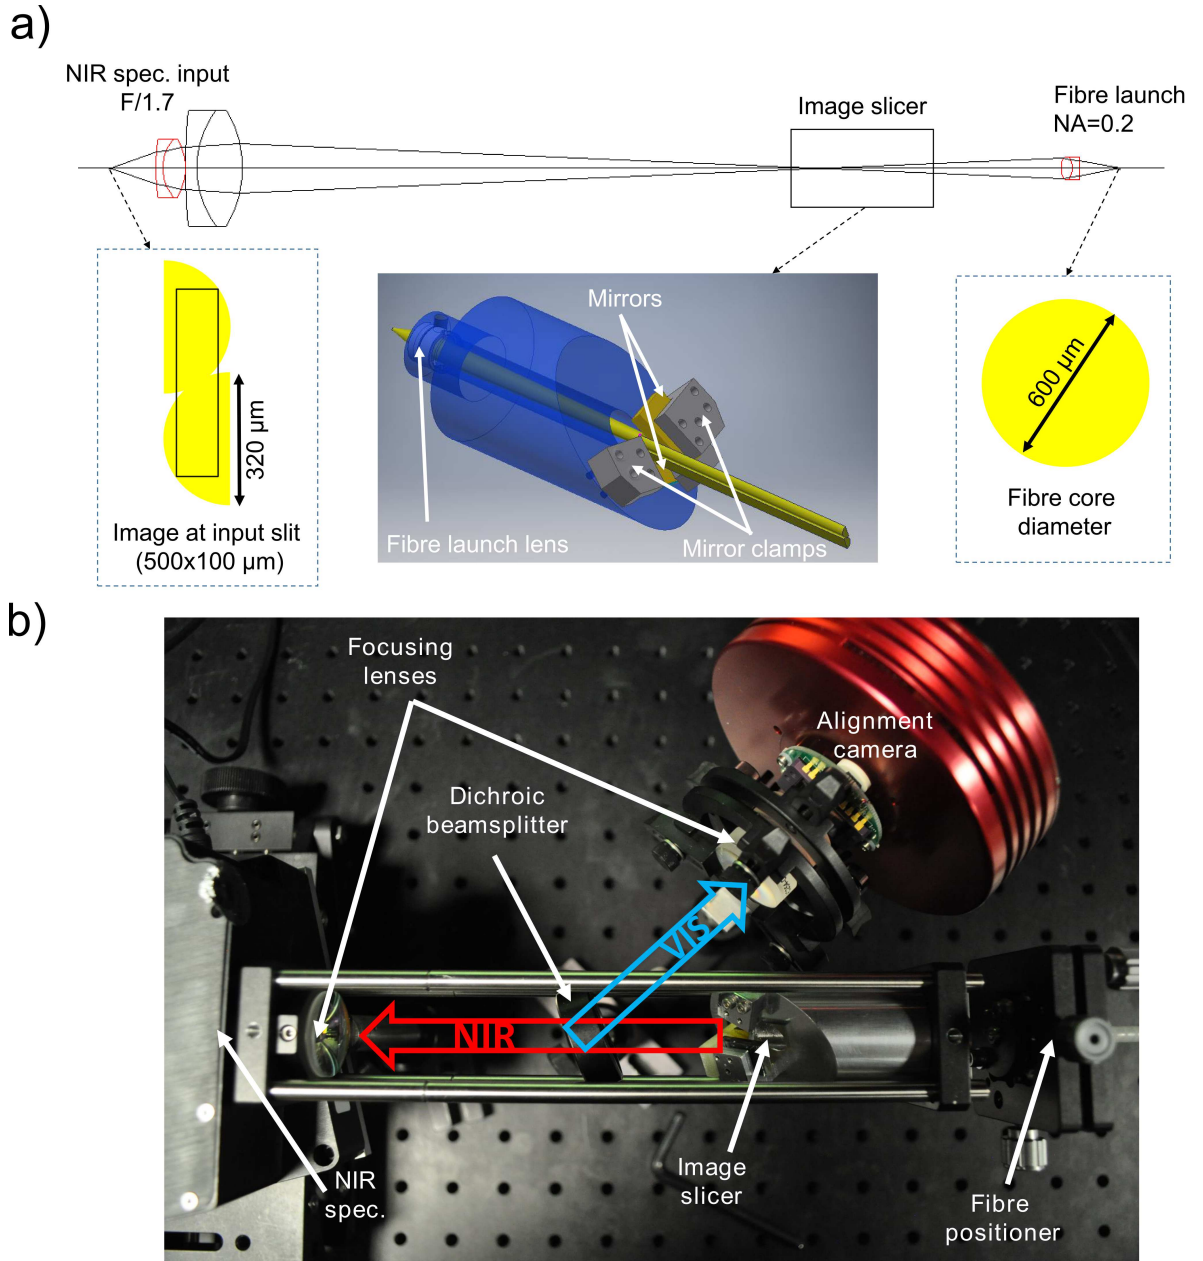 a)
NIR spec. input
F/1.7
Image slicer
Fibre launch
NA=0.2
320 µm
Image at input slit
(500x100 µm)
Mirrors
Fibre launch lens
Mirror clamps
600 µm
Fibre core
diameter
b)
Focusing
lenses
Alignment
camera
Dichroic
beamsplitter
VIS
NIR
NIR
spec.
Image
slicer
Fibre
positioner